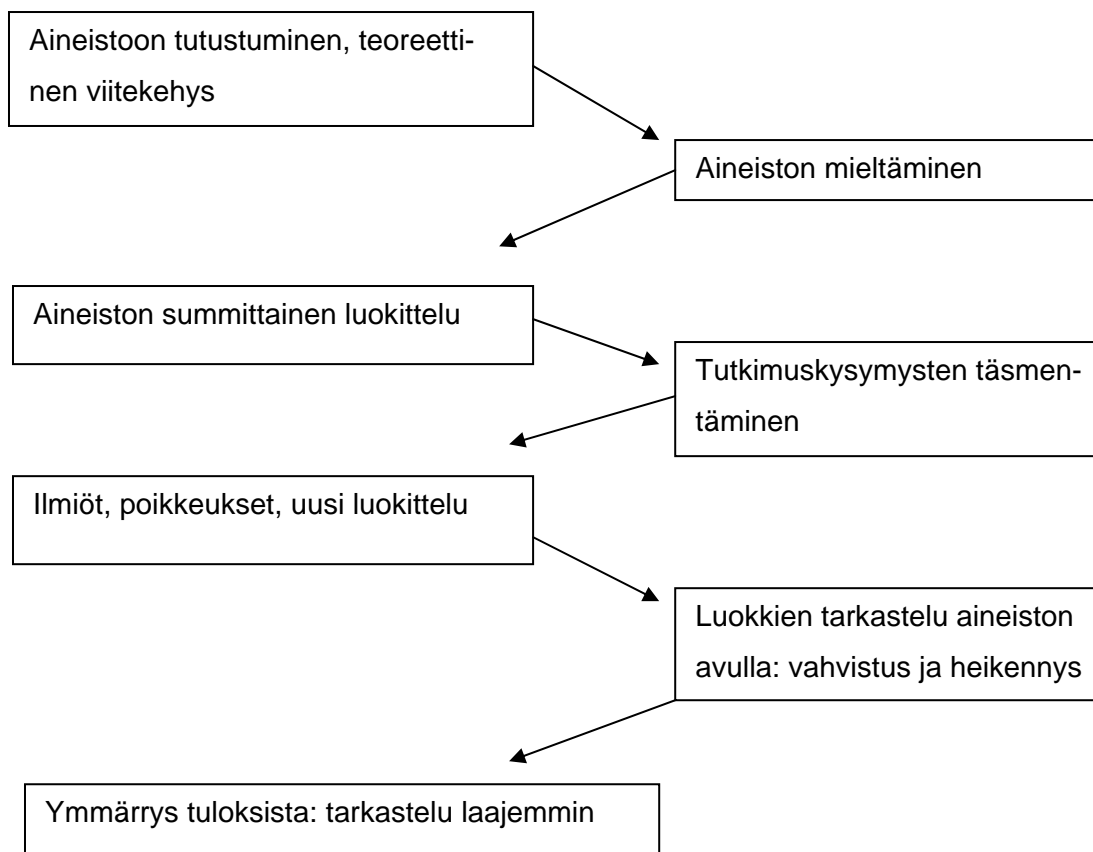 Aineistoon tutustuminen, teoreetti-
nen viitekehys
Aineiston mieltäminen
Aineiston summittainen luokittelu
Tutkimuskysymysten täsmen-
täminen
Ilmiöt, poikkeukset, uusi luokittelu
Luokkien tarkastelu aineiston
avulla: vahvistus ja heikennys
Ymmärrys tuloksista: tarkastelu laajemmin